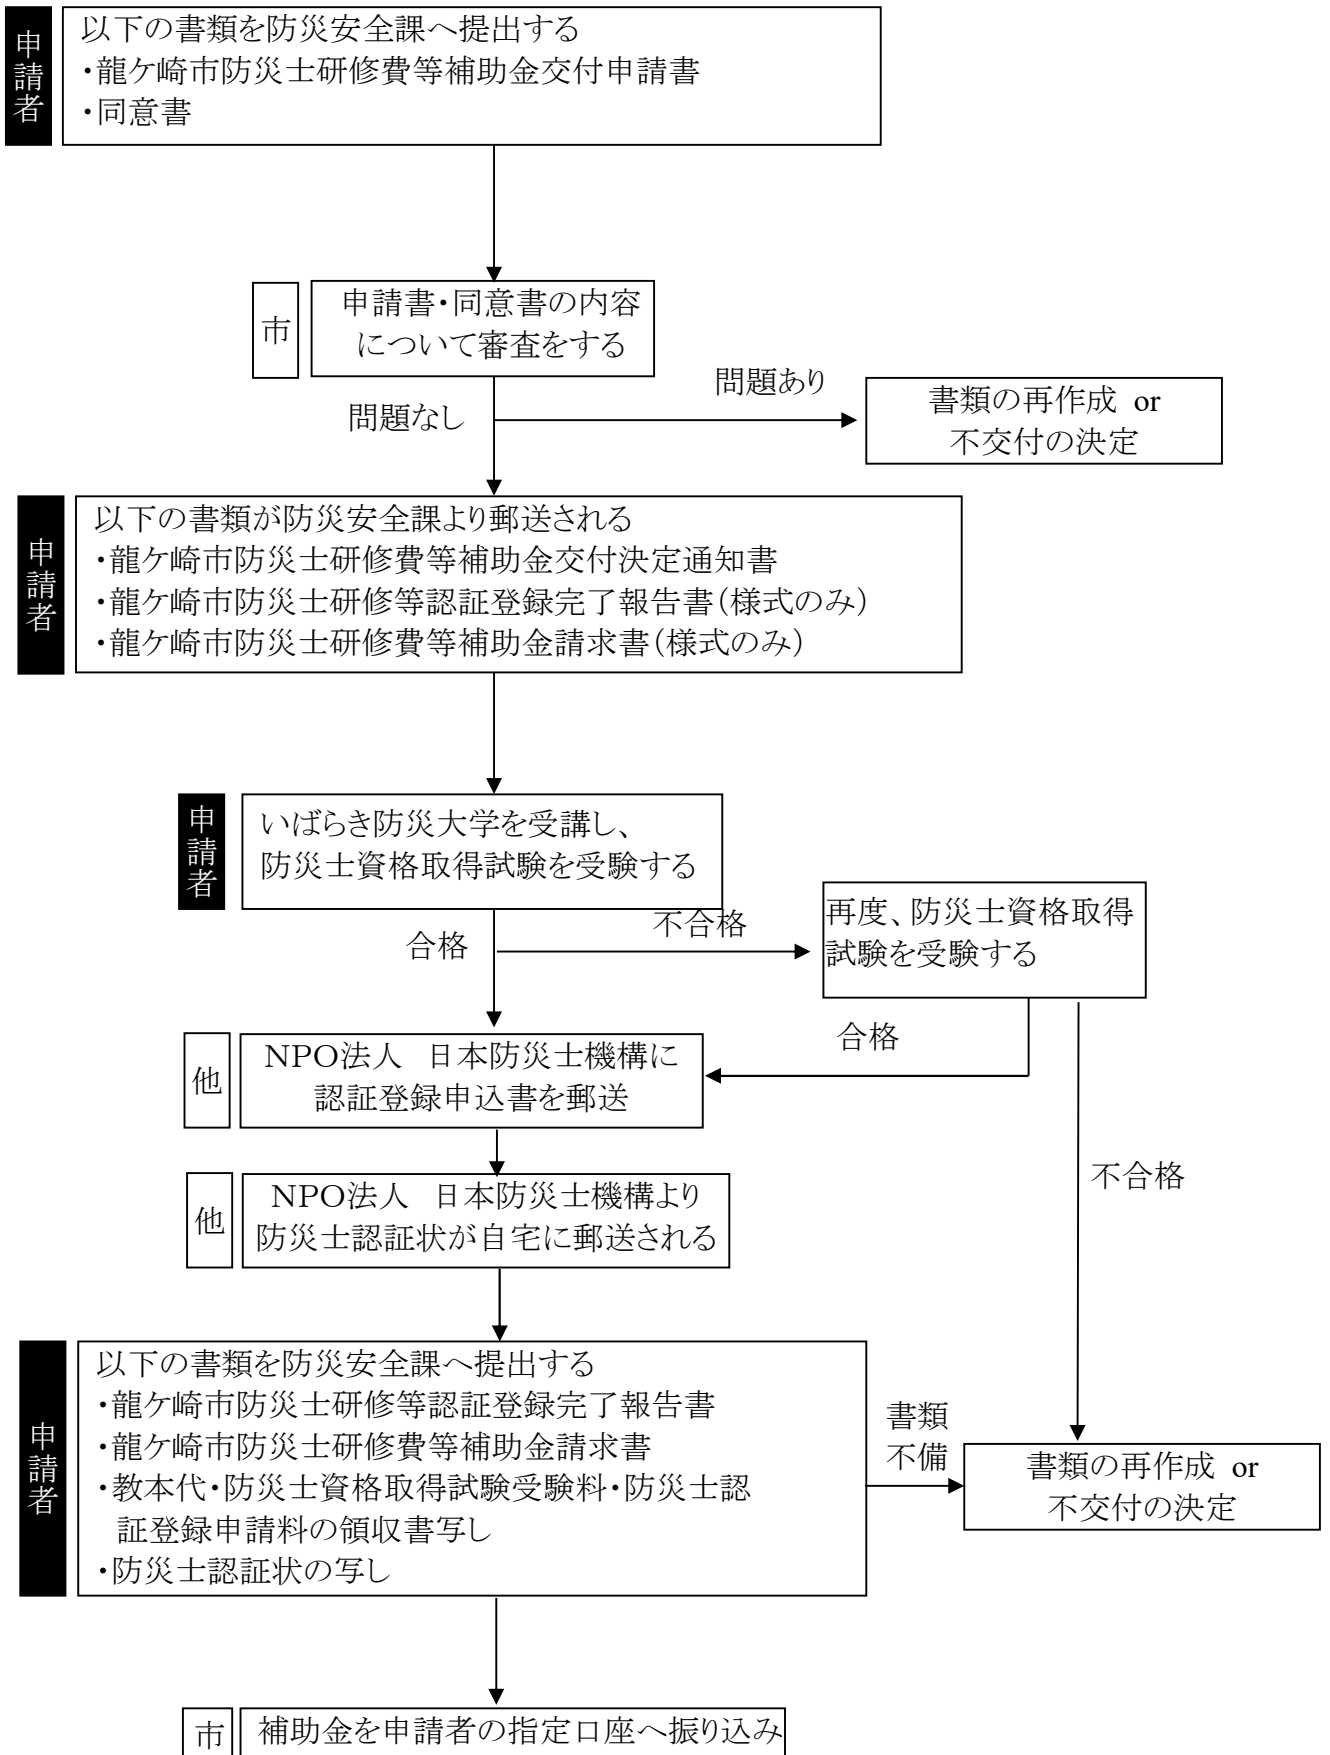 申請者
以下の書類を防災安全課へ提出する
・龍ケ崎市防災士研修費等補助金交付申請書
・同意書
市
申請書・同意書の内容
について審査をする
問題あり
問題なし
書類の再作成 or
不交付の決定
申請者
以下の書類が防災安全課より郵送される
・龍ケ崎市防災士研修費等補助金交付決定通知書
・龍ケ崎市防災士研修等認証登録完了報告書(様式のみ)
・龍ケ崎市防災士研修費等補助金請求書(様式のみ)
申請者
いばらき防災大学を受講し、
防災士資格取得試験を受験する
不合格
合格
再度、防災士資格取得
試験を受験する
合格
他
NPO法人 日本防災士機構に
認証登録申込書を郵送
不合格
他
NPO法人 日本防災士機構より
防災士認証状が自宅に郵送される
申請者
以下の書類を防災安全課へ提出する
・龍ケ崎市防災士研修等認証登録完了報告書
・龍ケ崎市防災士研修費等補助金請求書
・教本代・防災士資格取得試験受験料・防災士認
証登録申請料の領収書写し
・防災士認証状の写し
書類
不備
書類の再作成 or
不交付の決定
市
補助金を申請者の指定口座へ振り込み